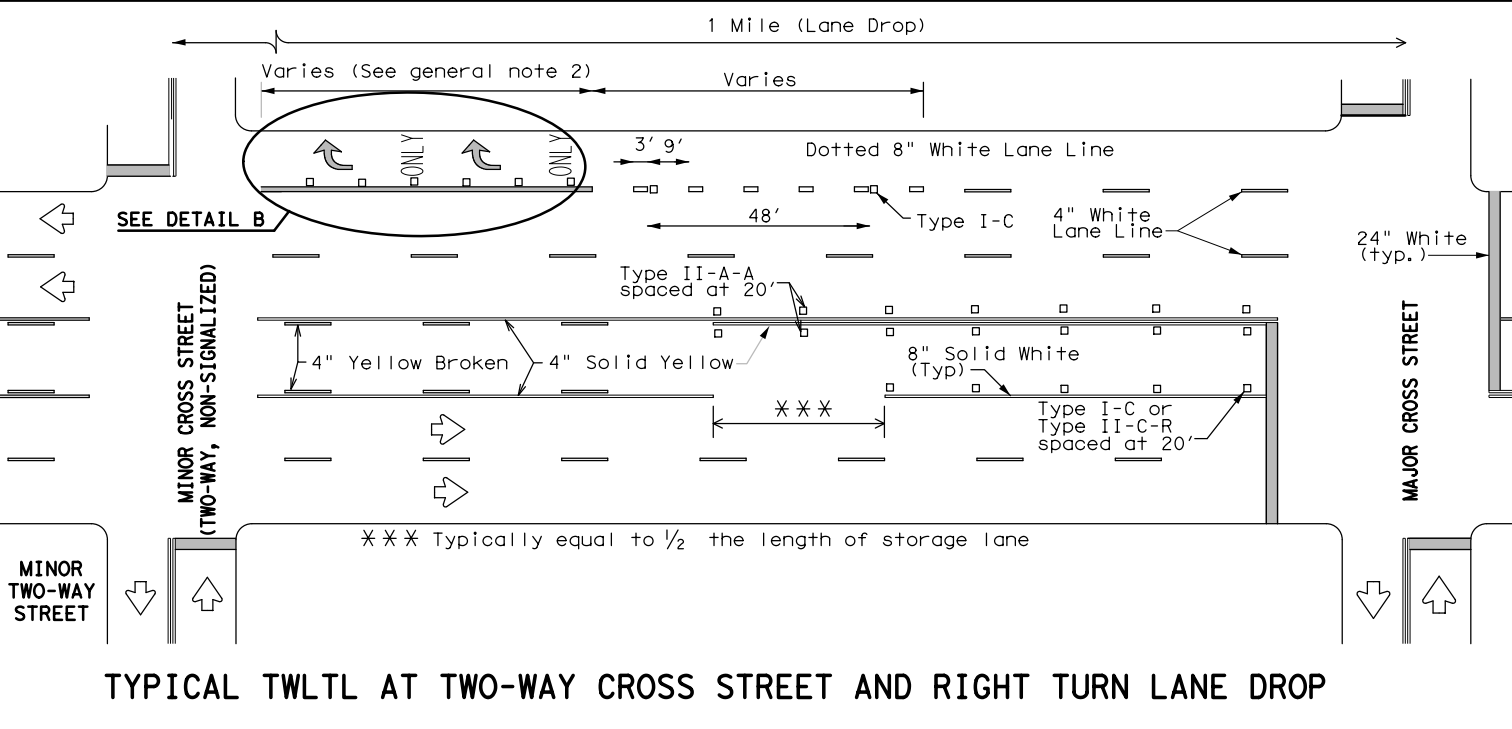 1 Mile (Lane Drop)
Varies (See general note 2)
Varies
ONLY
ONLY
3' 9'
Dotted 8" White Lane Line
SEE DETAIL B
48'
Type I-C
4" White
Lane Line
24" White
(typ.)
Type II-A-A
spaced at 20'
MINOR CROSS STREET
(TWO-WAY, NON-SIGNALIZED)
4" Yellow Broken
4" Solid Yellow
8" Solid White
(Typ)
***
Type I-C or
Type II-C-R
spaced at 20'
MAJOR CROSS STREET
*** Typically equal to 1/2 the length of storage lane
MINOR
TWO-WAY
STREET
TYPICAL TWLTL AT TWO-WAY CROSS STREET AND RIGHT TURN LANE DROP